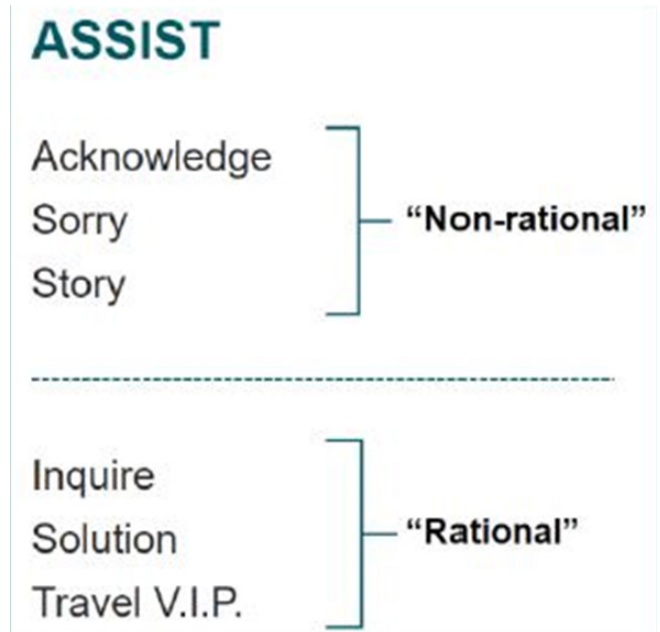 ASSIST
Acknowledge
Sorry
“Non-rational”
Story
Inquire
Solution
“Rational”
Travel V.I.P.